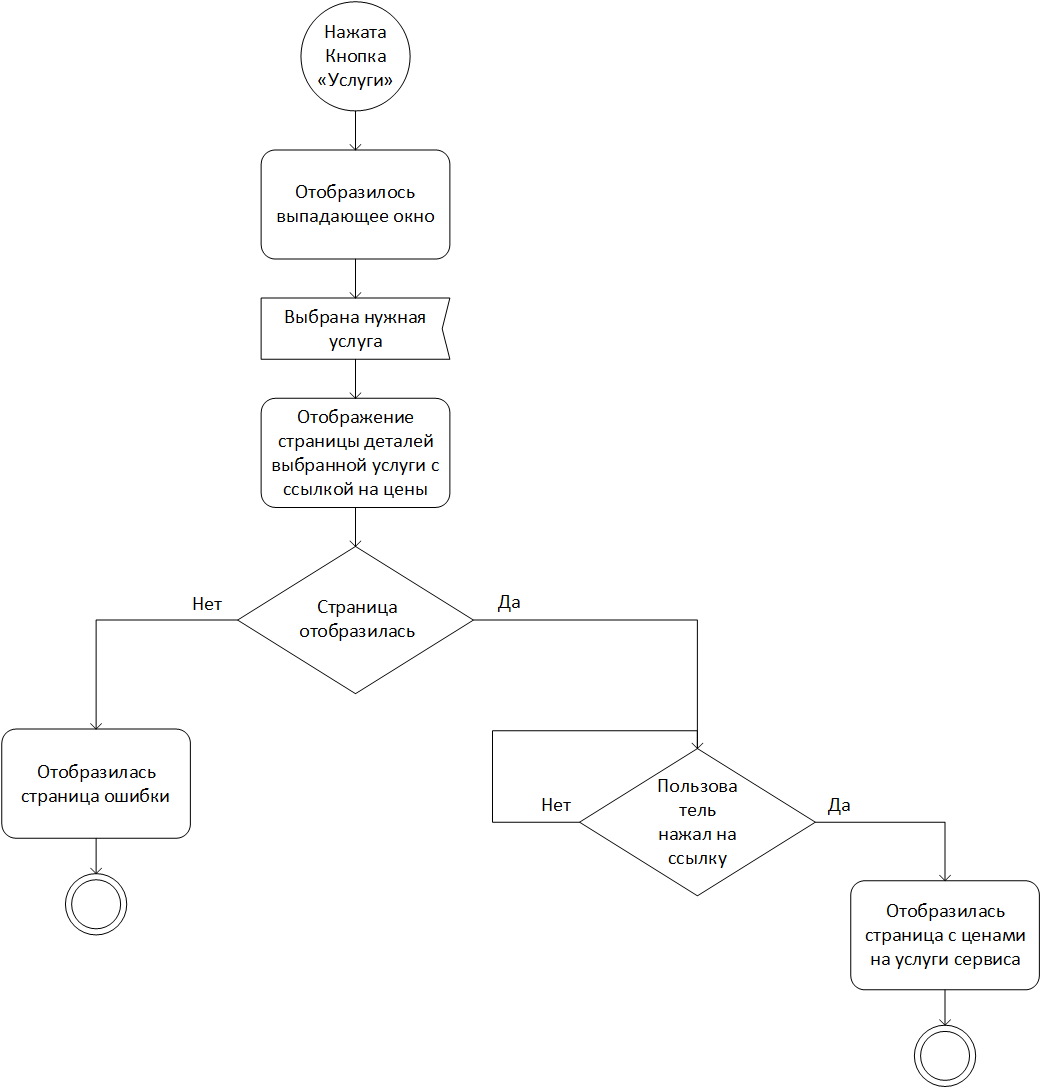 Нажата
Кнопка
«Услуги»
Отобразилось
выпадающее окно
Выбрана нужная
услуга
Отображение
страницы деталей
выбранной услуги с
ссылкой на цены
Нет
Да
Страница
отобразилась
Отобразилась
страница ошибки
Нет
Пользова
тель
нажал на
ссылку
Да
Отобразилась
страница с ценами
на услуги сервиса